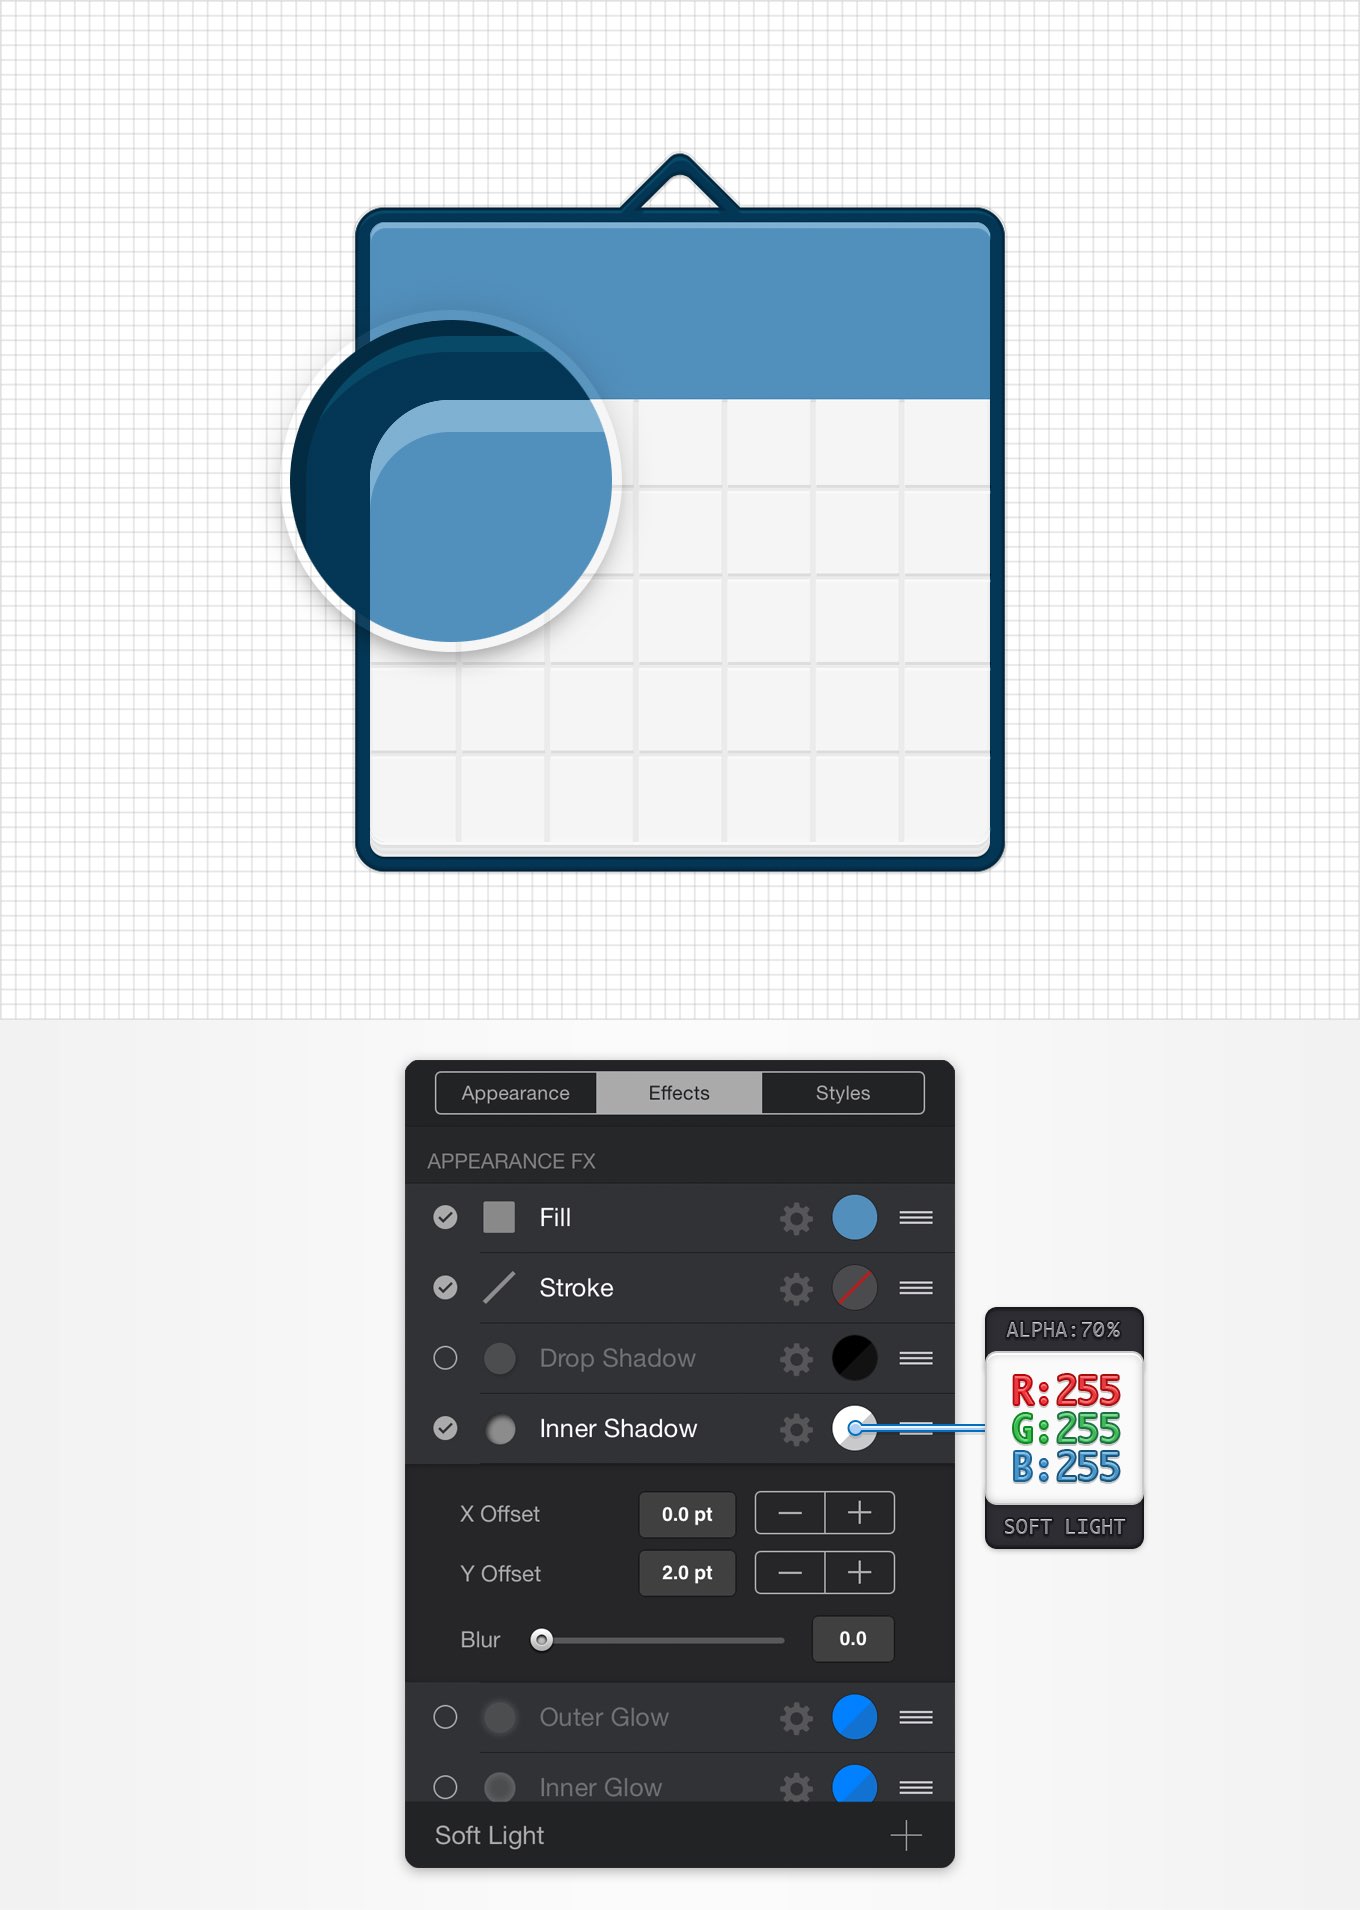 Appearance Effects Styles
APPEARANCE FX
Fill
Stroke
Drop Shadow
Inner Shadow
X Offset 0.0 pt
Y Offset 2.0 pt
Blur 0.0
Outer Glow
Inner Glow
Soft Light
ALPHA:70%
R:255
G:255
B:255
SOFT LIGHT